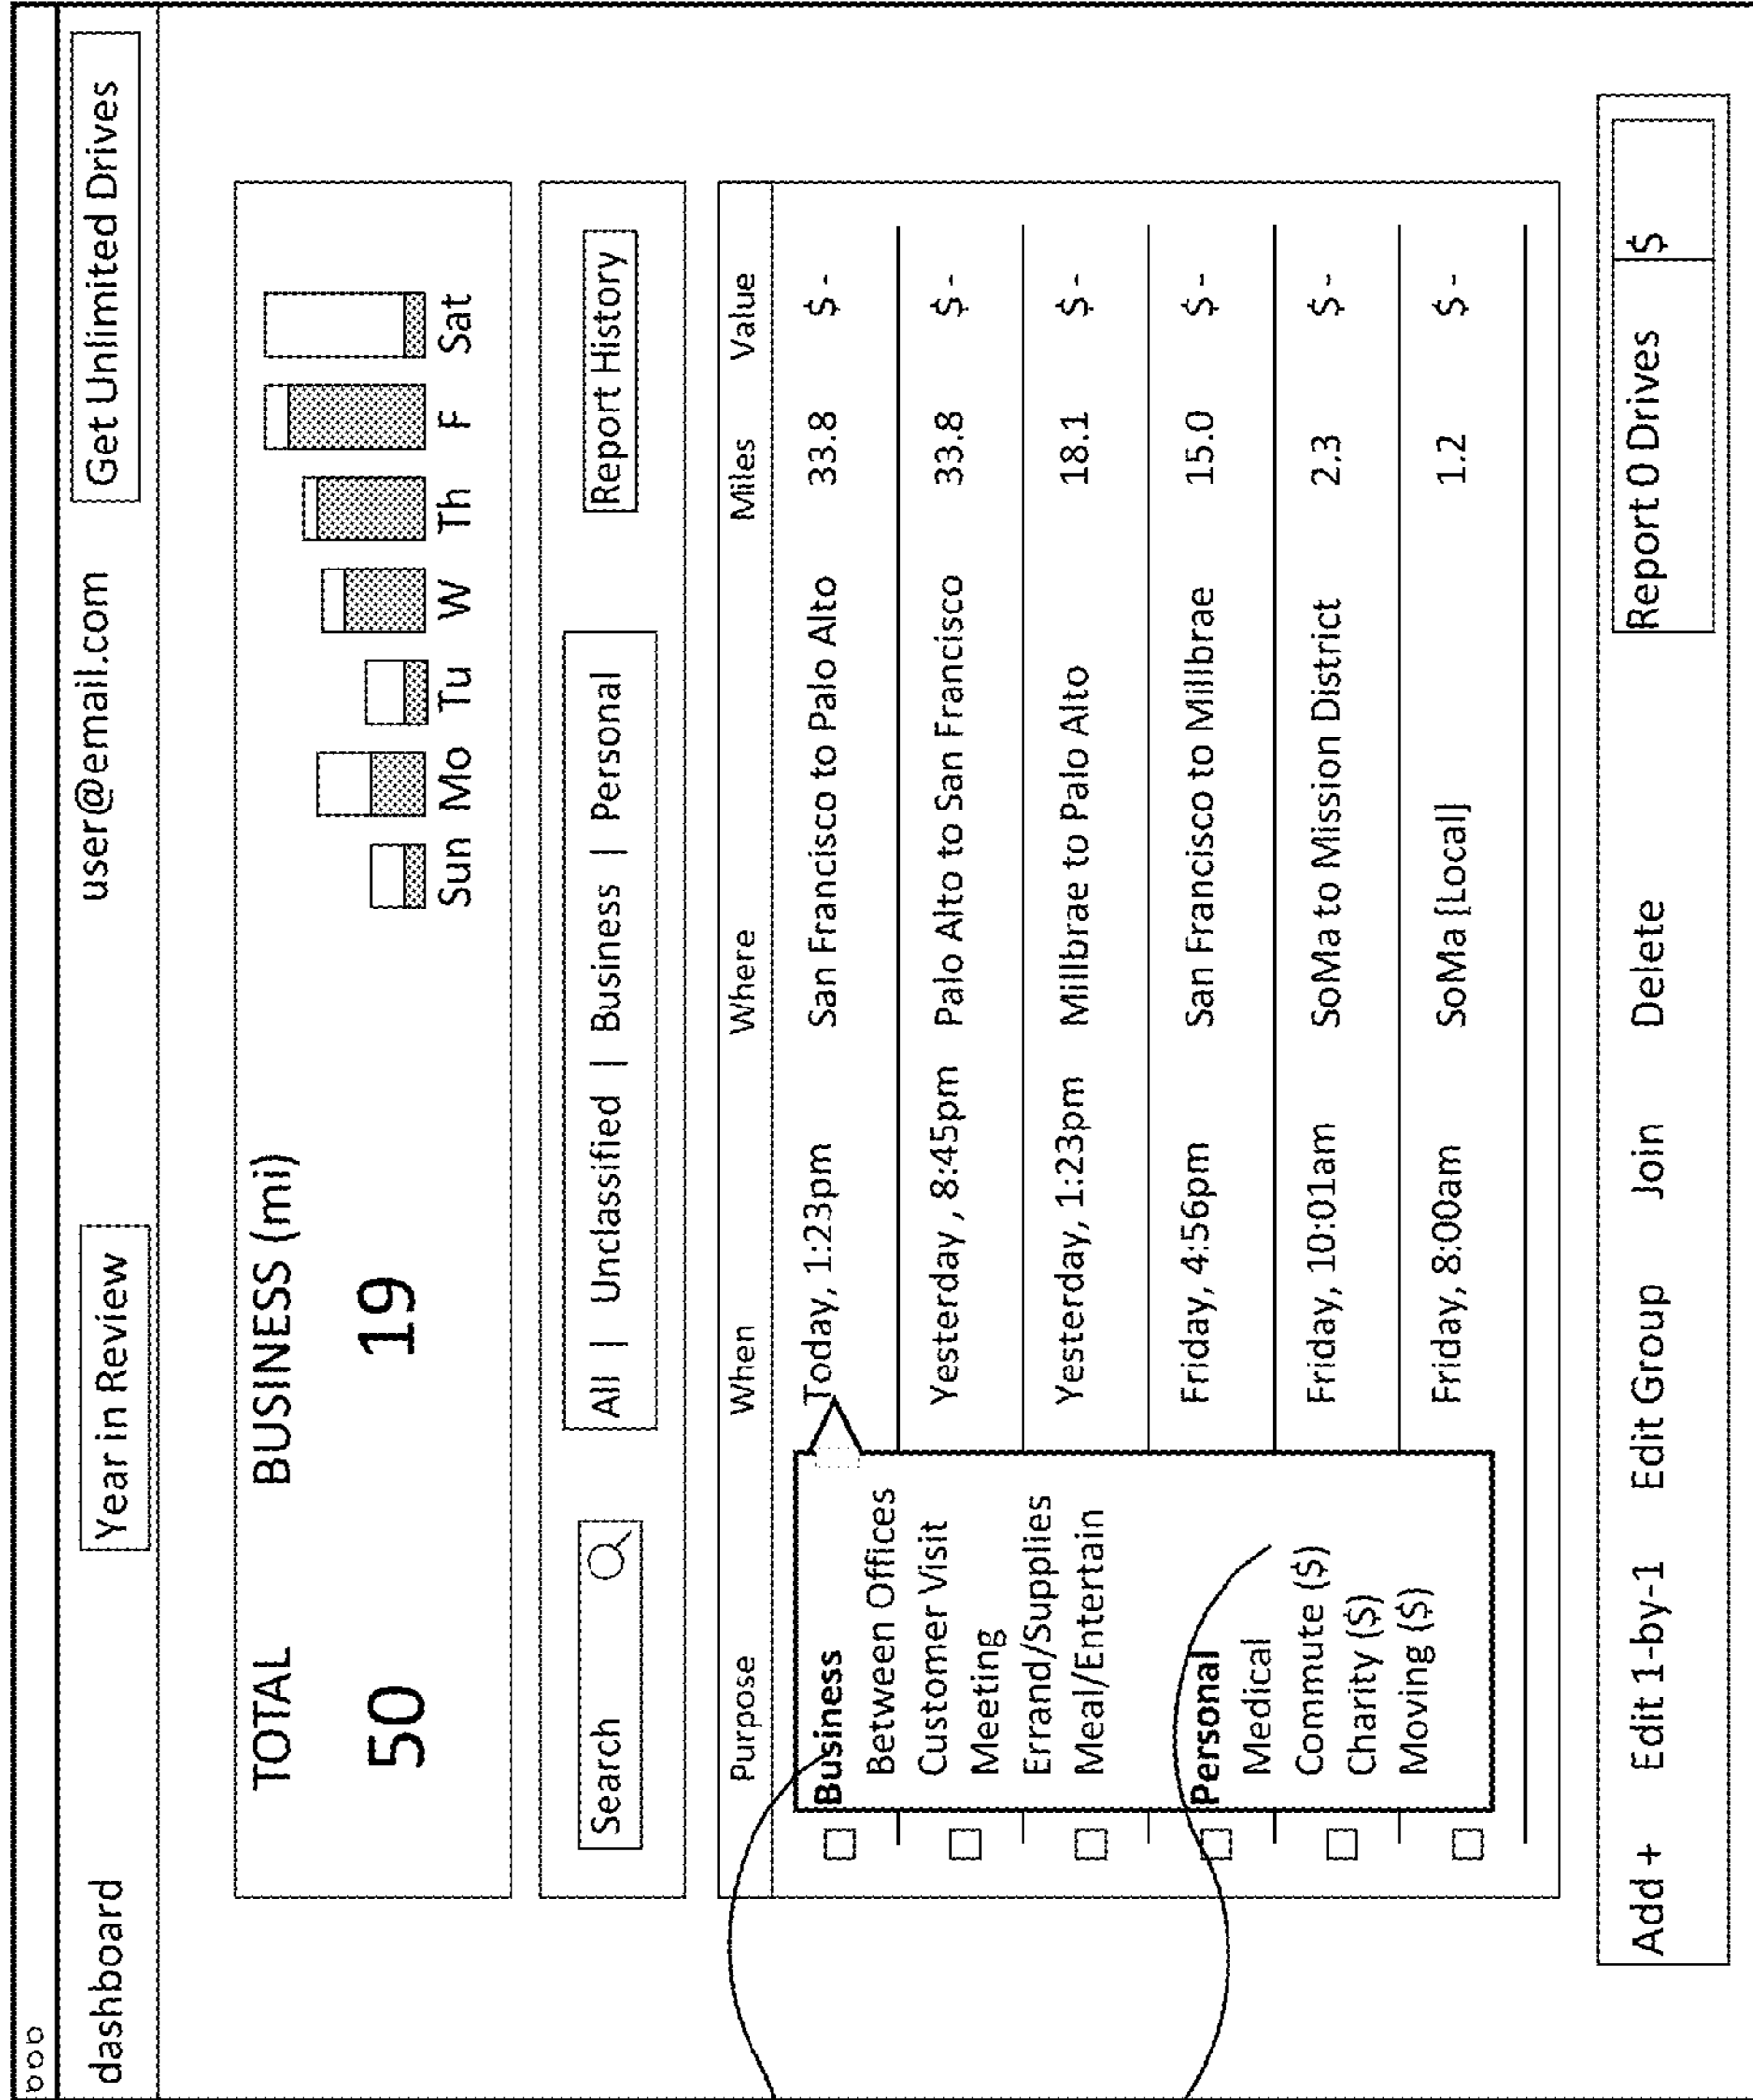 dashboard Year in Review user@email.com Get Unlimited Drives
TOTAL BUSINESS (mi)
50 19
Sun Mo Tu W Th F Sat
Search All | Unclassified | Business | Personal Report History
Purpose When Where Miles Value
Today, 1:23pm San Francisco to Palo Alto 33.8 $ -
Yesterday , 8:45pm Palo Alto to San Francisco 33.8 $ -
Yesterday, 1:23pm Millbrae to Palo Alto 18.1 $ -
Friday, 4:56pm San Francisco to Millbrae 15.0 $ -
Friday, 10:01am SoMa to Mission District 2.3 $ -
Friday, 8:00am SoMa [Local] 1.2 $ -
Business
Between Offices
Customer Visit
Meeting
Errand/Supplies
Meal/Entertain
Personal
Medical
Commute ($)
Charity ($)
Moving ($)
Add + Edit 1-by-1 Edit Group Join Delete Report 0 Drives $